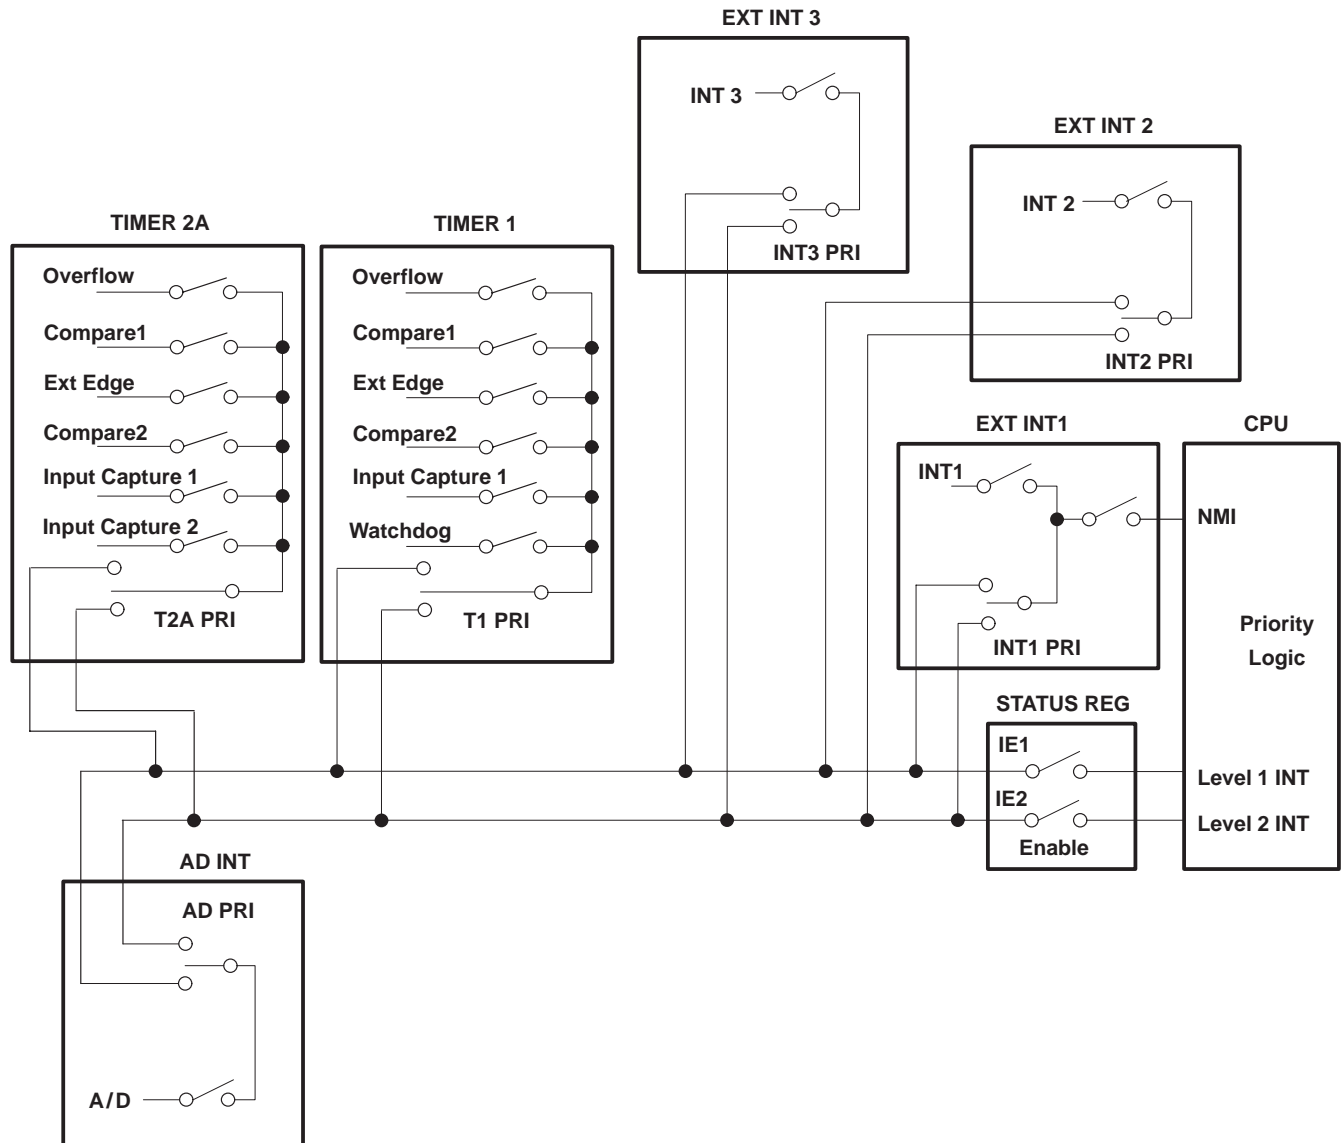 EXT INT 3
INT 3
INT3 PRI
EXT INT 2
INT 2
INT2 PRI
TIMER 2A
Overflow
Compare1
Ext Edge
Compare2
Input Capture 1
Input Capture 2
T2A PRI
TIMER 1
Overflow
Compare1
Ext Edge
Compare2
Input Capture 1
Watchdog
T1 PRI
EXT INT1
INT1
INT1 PRI
CPU
NMI
Priority
Logic
Level 1 INT
Level 2 INT
STATUS REG
IE1
IE2
Enable
AD INT
AD PRI
A/D